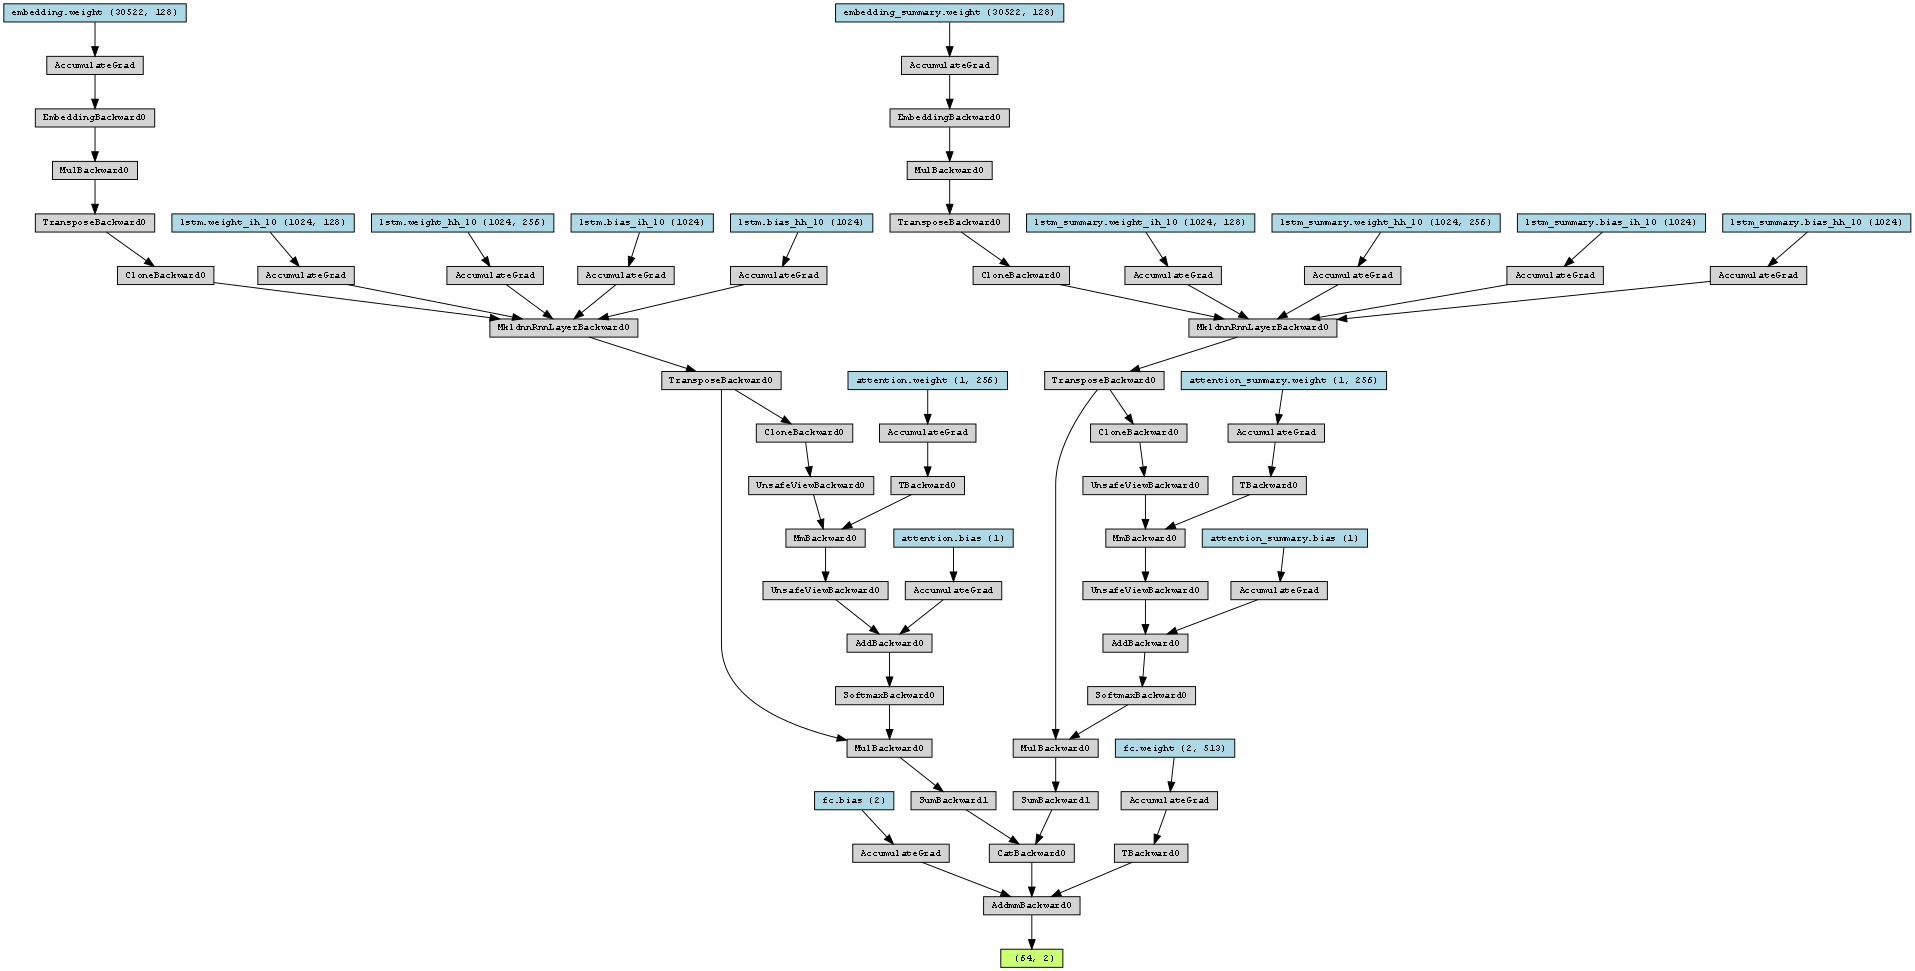 embedding.weight (30522, 128)
embedding_summary.weight (30522, 128)
AccumulateGrad
AccumulateGrad
EmbeddingBackward0
EmbeddingBackward0
MulBackward0
MulBackward0
TransposeBackward0
lstm.weight_ih_l0 (1024, 128)
lstm.weight_hh_l0 (1024, 256)
lstm.bias_ih_l0 (1024)
lstm.bias_hh_l0 (1024)
TransposeBackward0
lstm_summary.weight_ih_l0 (1024, 128)
lstm_summary.weight_hh_l0 (1024, 256)
lstm_summary.bias_ih_l0 (1024)
lstm_summary.bias_hh_l0 (1024)
CloneBackward0
AccumulateGrad
AccumulateGrad
AccumulateGrad
AccumulateGrad
CloneBackward0
AccumulateGrad
AccumulateGrad
AccumulateGrad
AccumulateGrad
MkldnnRnnLayerBackward0
MkldnnRnnLayerBackward0
TransposeBackward0
attention.weight (1, 256)
TransposeBackward0
attention_summary.weight (1, 256)
CloneBackward0
AccumulateGrad
CloneBackward0
AccumulateGrad
UnsafeViewBackward0
TBackward0
UnsafeViewBackward0
TBackward0
MmBackward0
attention.bias (1)
MmBackward0
attention_summary.bias (1)
UnsafeViewBackward0
AccumulateGrad
UnsafeViewBackward0
AccumulateGrad
AddBackward0
AddBackward0
SoftmaxBackward0
SoftmaxBackward0
MulBackward0
MulBackward0
fc.weight (2, 513)
fc.bias (2)
SumBackward1
SumBackward1
AccumulateGrad
AccumulateGrad
CatBackward0
TBackward0
AddmmBackward0
(64, 2)